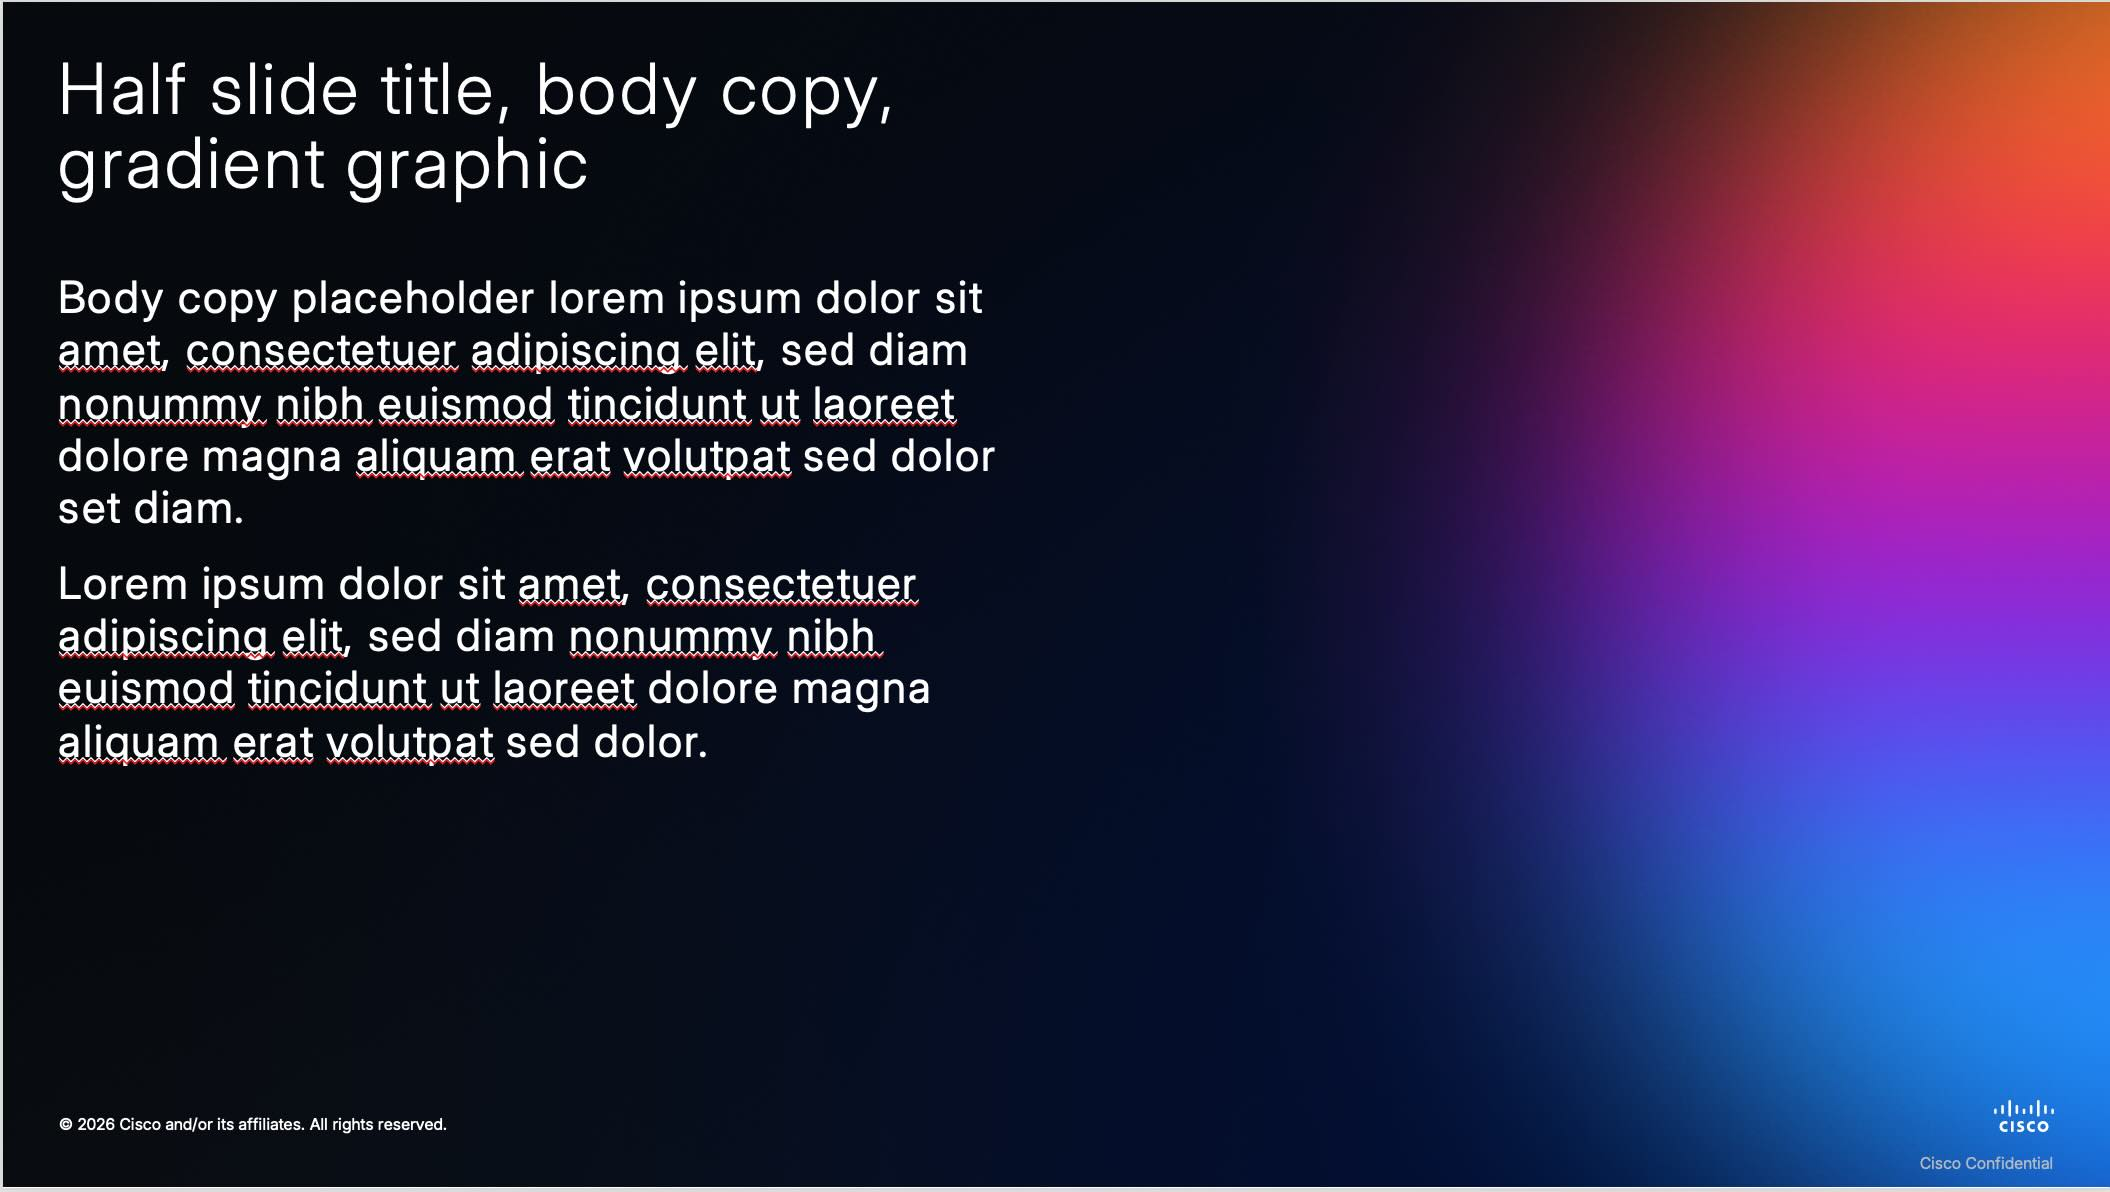 Half slide title, body copy,
gradient graphic
Body copy placeholder lorem ipsum dolor sit
amet, consectetuer adipiscing elit, sed diam
nonummy nibh euismod tincidunt ut laoreet
dolore magna aliquam erat volutpat sed dolor
set diam.
Lorem ipsum dolor sit amet, consectetuer
adipiscing elit, sed diam nonummy nibh
euismod tincidunt ut laoreet dolore magna
aliquam erat volutpat sed dolor.
© 2026 Cisco and/or its affiliates. All rights reserved.
CISCO
Cisco Confidential